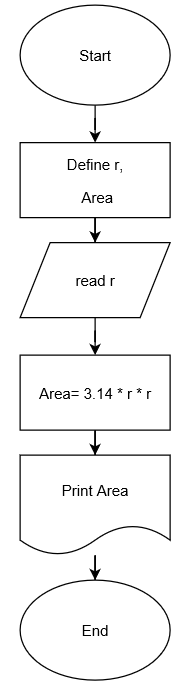 Start
Define r,
Area
read r
Area= 3.14 * r * r
Print Area
End